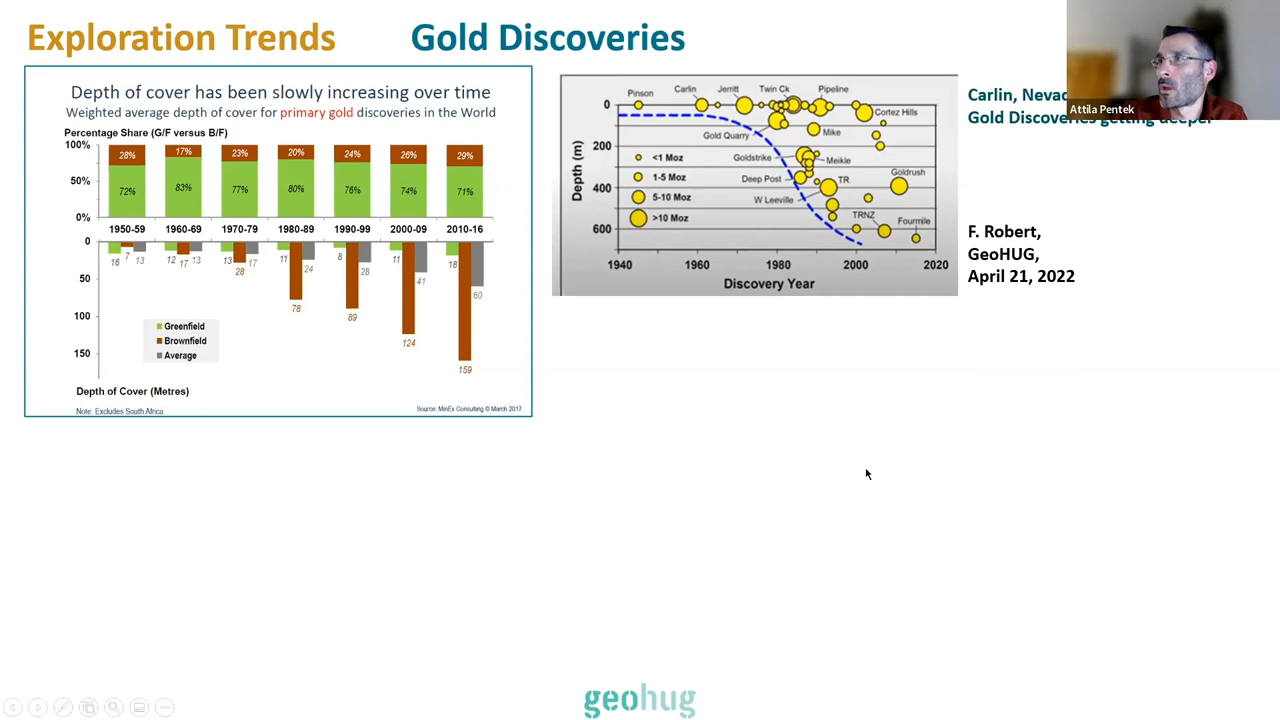 Exploration Trends
Gold Discoveries
Depth of cover has been slowly increasing over time
Weighted average depth of cover for primary gold discoveries in the World
Percentage Share (G/F versus B/F)
100%
50%
0%
28% 17% 23% 20% 24% 26% 29%
72% 83% 77% 80% 76% 74% 71%
1950-59 1960-69 1970-79 1980-89 1990-99 2000-09 2010-16
0
50
100
150
16 7 13
12 17 13
13 28 17
11 78 24
8 89 28
11 124 41
18 159 60
Greenfield
Brownfield
Average
Depth of Cover (Metres)
Note: Excludes South Africa
Source: MinEx Consulting © March 2017
Pinson Carlin Jerritt Twin Ck Pipeline
Cortez Hills
Gold Quarry Mike
Goldstrike Meikle
Deep Post TR Goldrush
W Leeville
TRNZ Fourmile
Depth (m)
0
200
400
600
<1 Moz
1-5 Moz
5-10 Moz
>10 Moz
1940 1960 1980 2000 2020
Discovery Year
Carlin,
Gold Discoveries getting deeper
F. Robert,
GeoHUG,
April 21, 2022
Attila Pentek
geohug